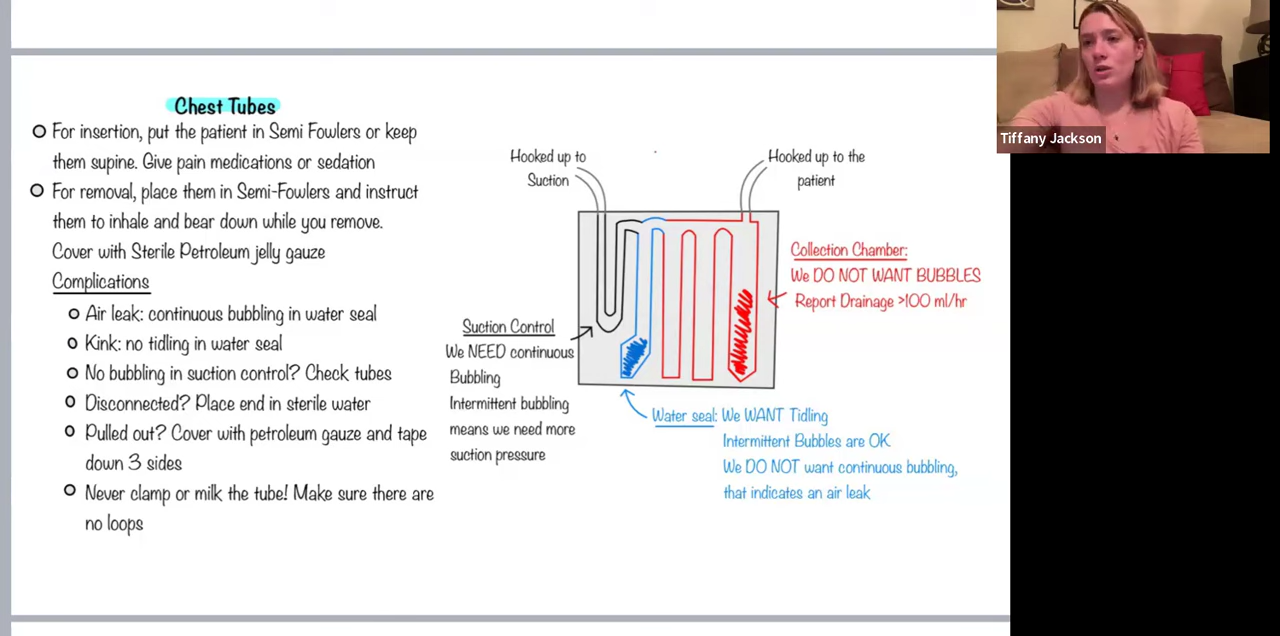 Chest Tubes
For insertion, put the patient in Semi Fowlers or keep
them supine. Give pain medications or sedation
For removal, place them in Semi-Fowlers and instruct
them to inhale and bear down while you remove.
Cover with Sterile Petroleum jelly gauze
Complications
Air leak: continuous bubbling in water seal
Kink: no tidling in water seal
No bubbling in suction control? Check tubes
Disconnected? Place end in sterile water
Pulled out? Cover with petroleum gauze and tape
down 3 sides
Never clamp or milk the tube! Make sure there are
no loops
Hooked up to
Suction
Hooked up to the
patient
Collection Chamber:
We DO NOT WANT BUBBLES
Report Drainage >100 ml/hr
Suction Control
We NEED continuous
Bubbling
Intermittent bubbling
means we need more
suction pressure
Water seal: We WANT Tidling
Intermittent Bubbles are OK
We DO NOT want continuous bubbling,
that indicates an air leak
Tiffany Jackson